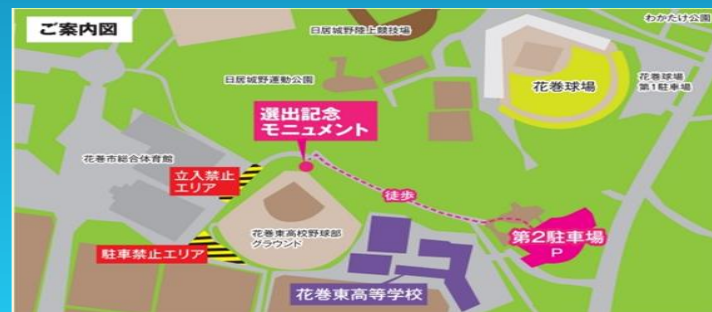 ご案内図
わかたけ公園
日居城野陸上競技場
日居城野運動公園
花巻球場
花巻球場
第1駐車場
選出記念
モニュメント
花巻市総合体育館
立入禁止
エリア
徒歩
花巻東高校野球部
グラウンド
第2駐車場
P
駐車禁止エリア
花巻東高等学校